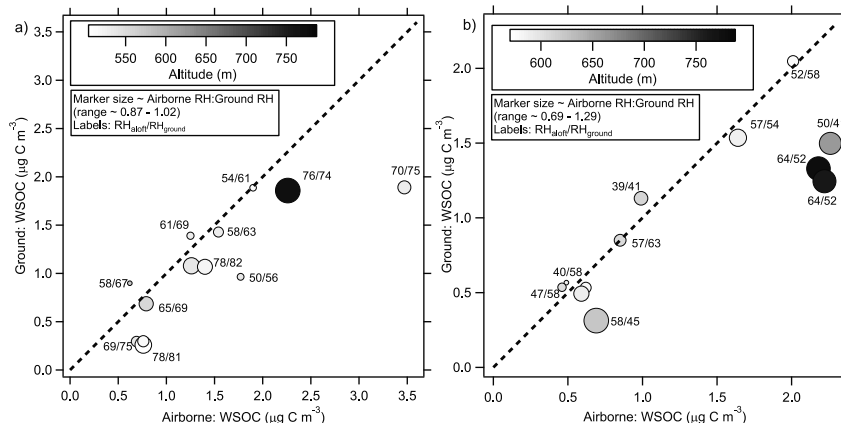 a)
550 600 650 700 750
Altitude (m)
Marker size ~ Airborne RH:Ground RH
(range ~ 0.87 - 1.02)
Labels: RHaloft/RHground
3.5
3.0
2.5
2.0
1.5
1.0
0.5
0.0
Ground: WSOC (µg C m⁻³)
54/61
76/74
70/75
61/69
58/63
78/82
50/56
58/67
65/69
69/75
78/81
0.0 0.5 1.0 1.5 2.0 2.5 3.0 3.5
Airborne: WSOC (µg C m⁻³)
b)
600 650 700 750
Altitude (m)
Marker size ~ Airborne RH:Ground RH
(range ~ 0.69 - 1.29)
Labels: RHaloft/RHground
2.0
1.5
1.0
0.5
0.0
Ground: WSOC (µg C m⁻³)
52/58
57/54
50/4
64/52
64/52
39/41
57/63
40/58
47/58
58/45
0.0 0.5 1.0 1.5 2.0
Airborne: WSOC (µg C m⁻³)